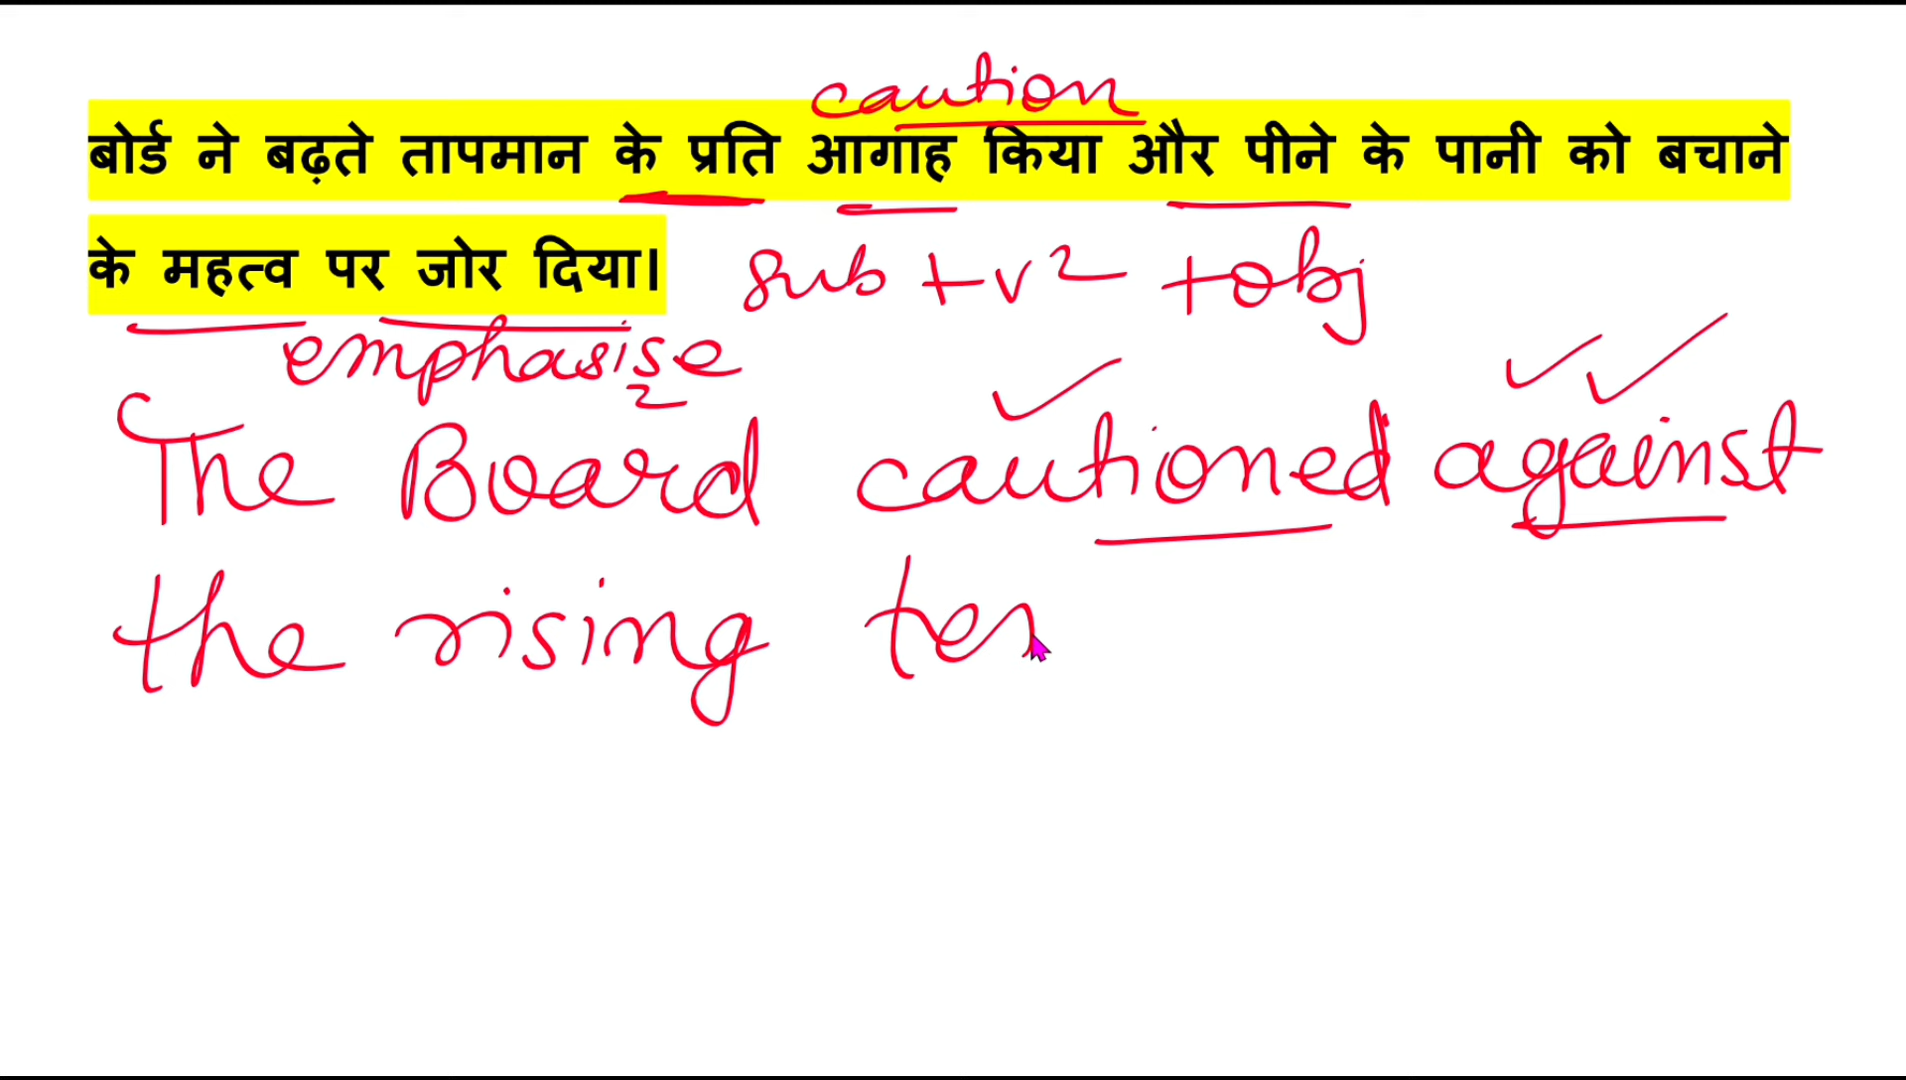 caution
बोर्ड ने बढ़ते तापमान के प्रति आगाह किया और पीने के पानी को बचाने
के महत्व पर जोर दिया।
sub + v2 + obj
emphasise
z
The Board cautioned against
the rising tem